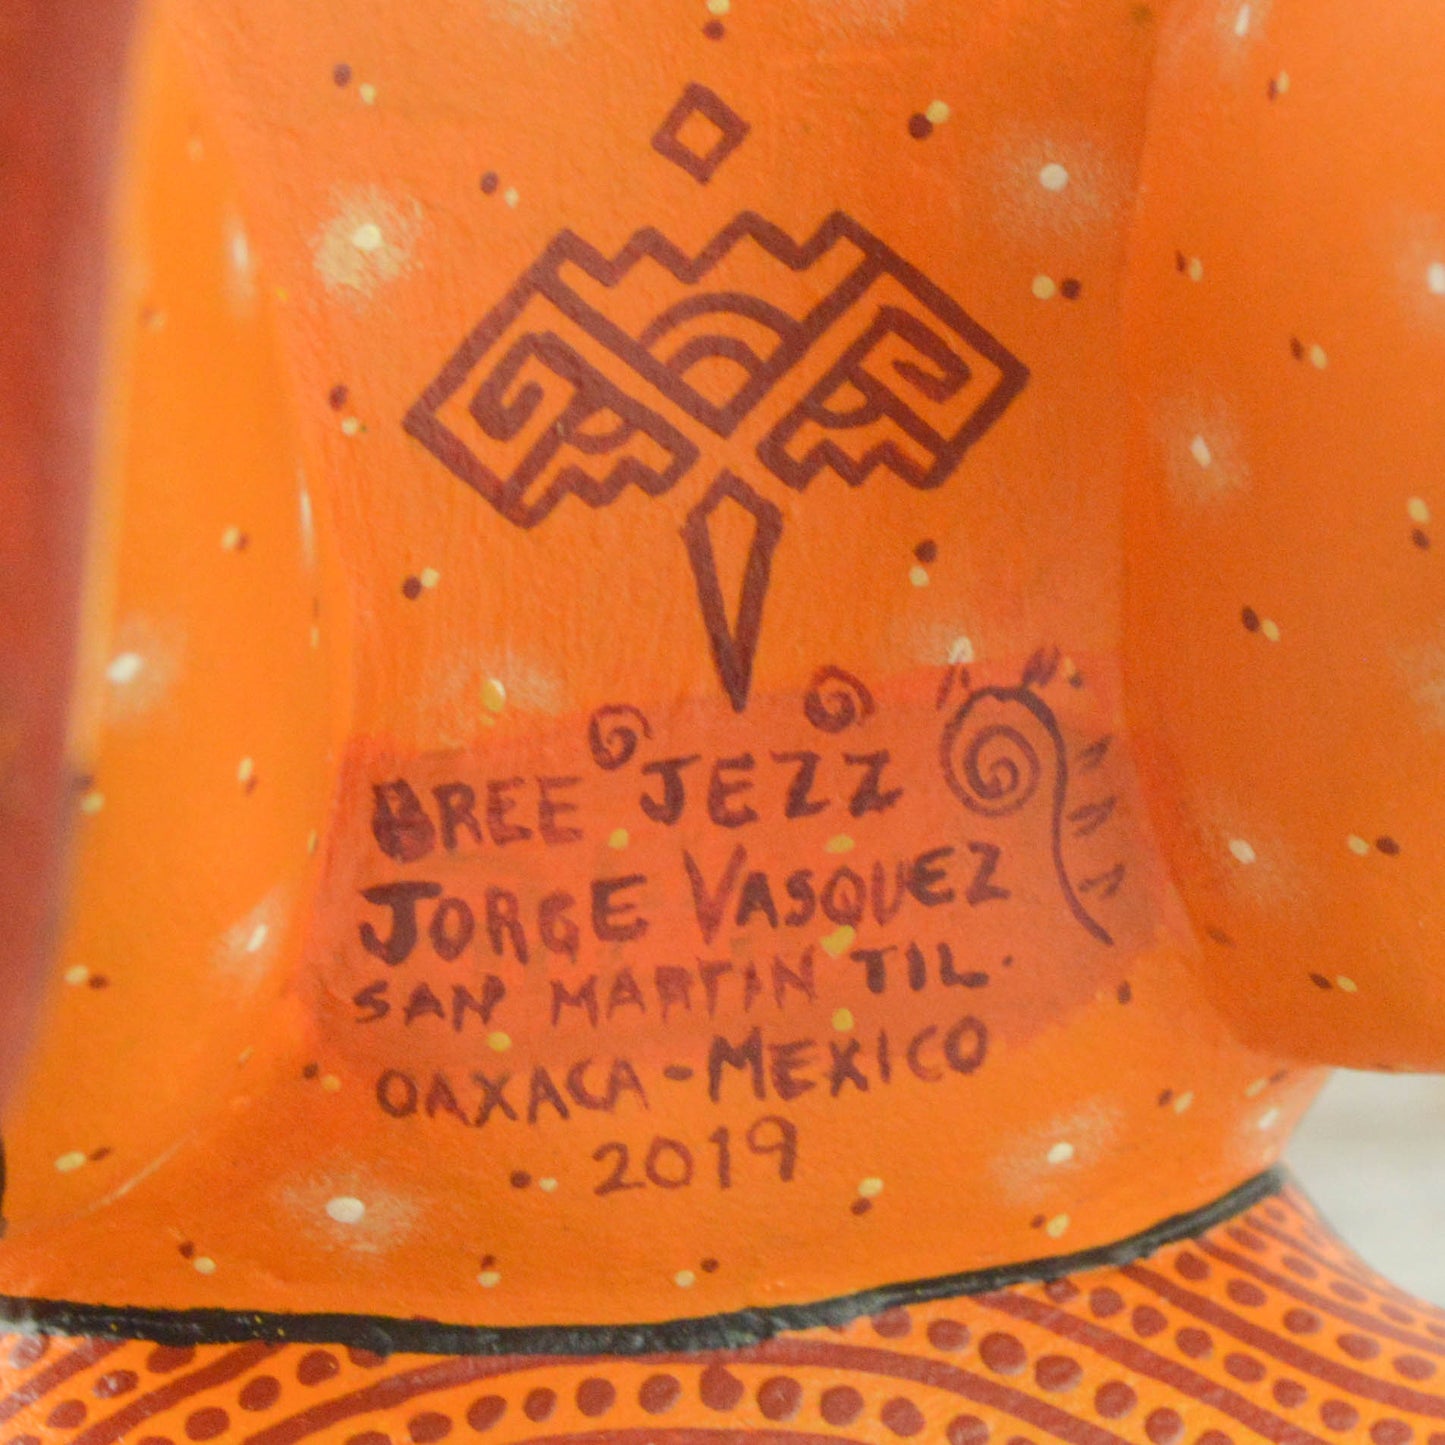 BREE JEZZ
JORGE VASQUEZ
SAN MARTIN TIL.
OAXACA-MEXICO
2019